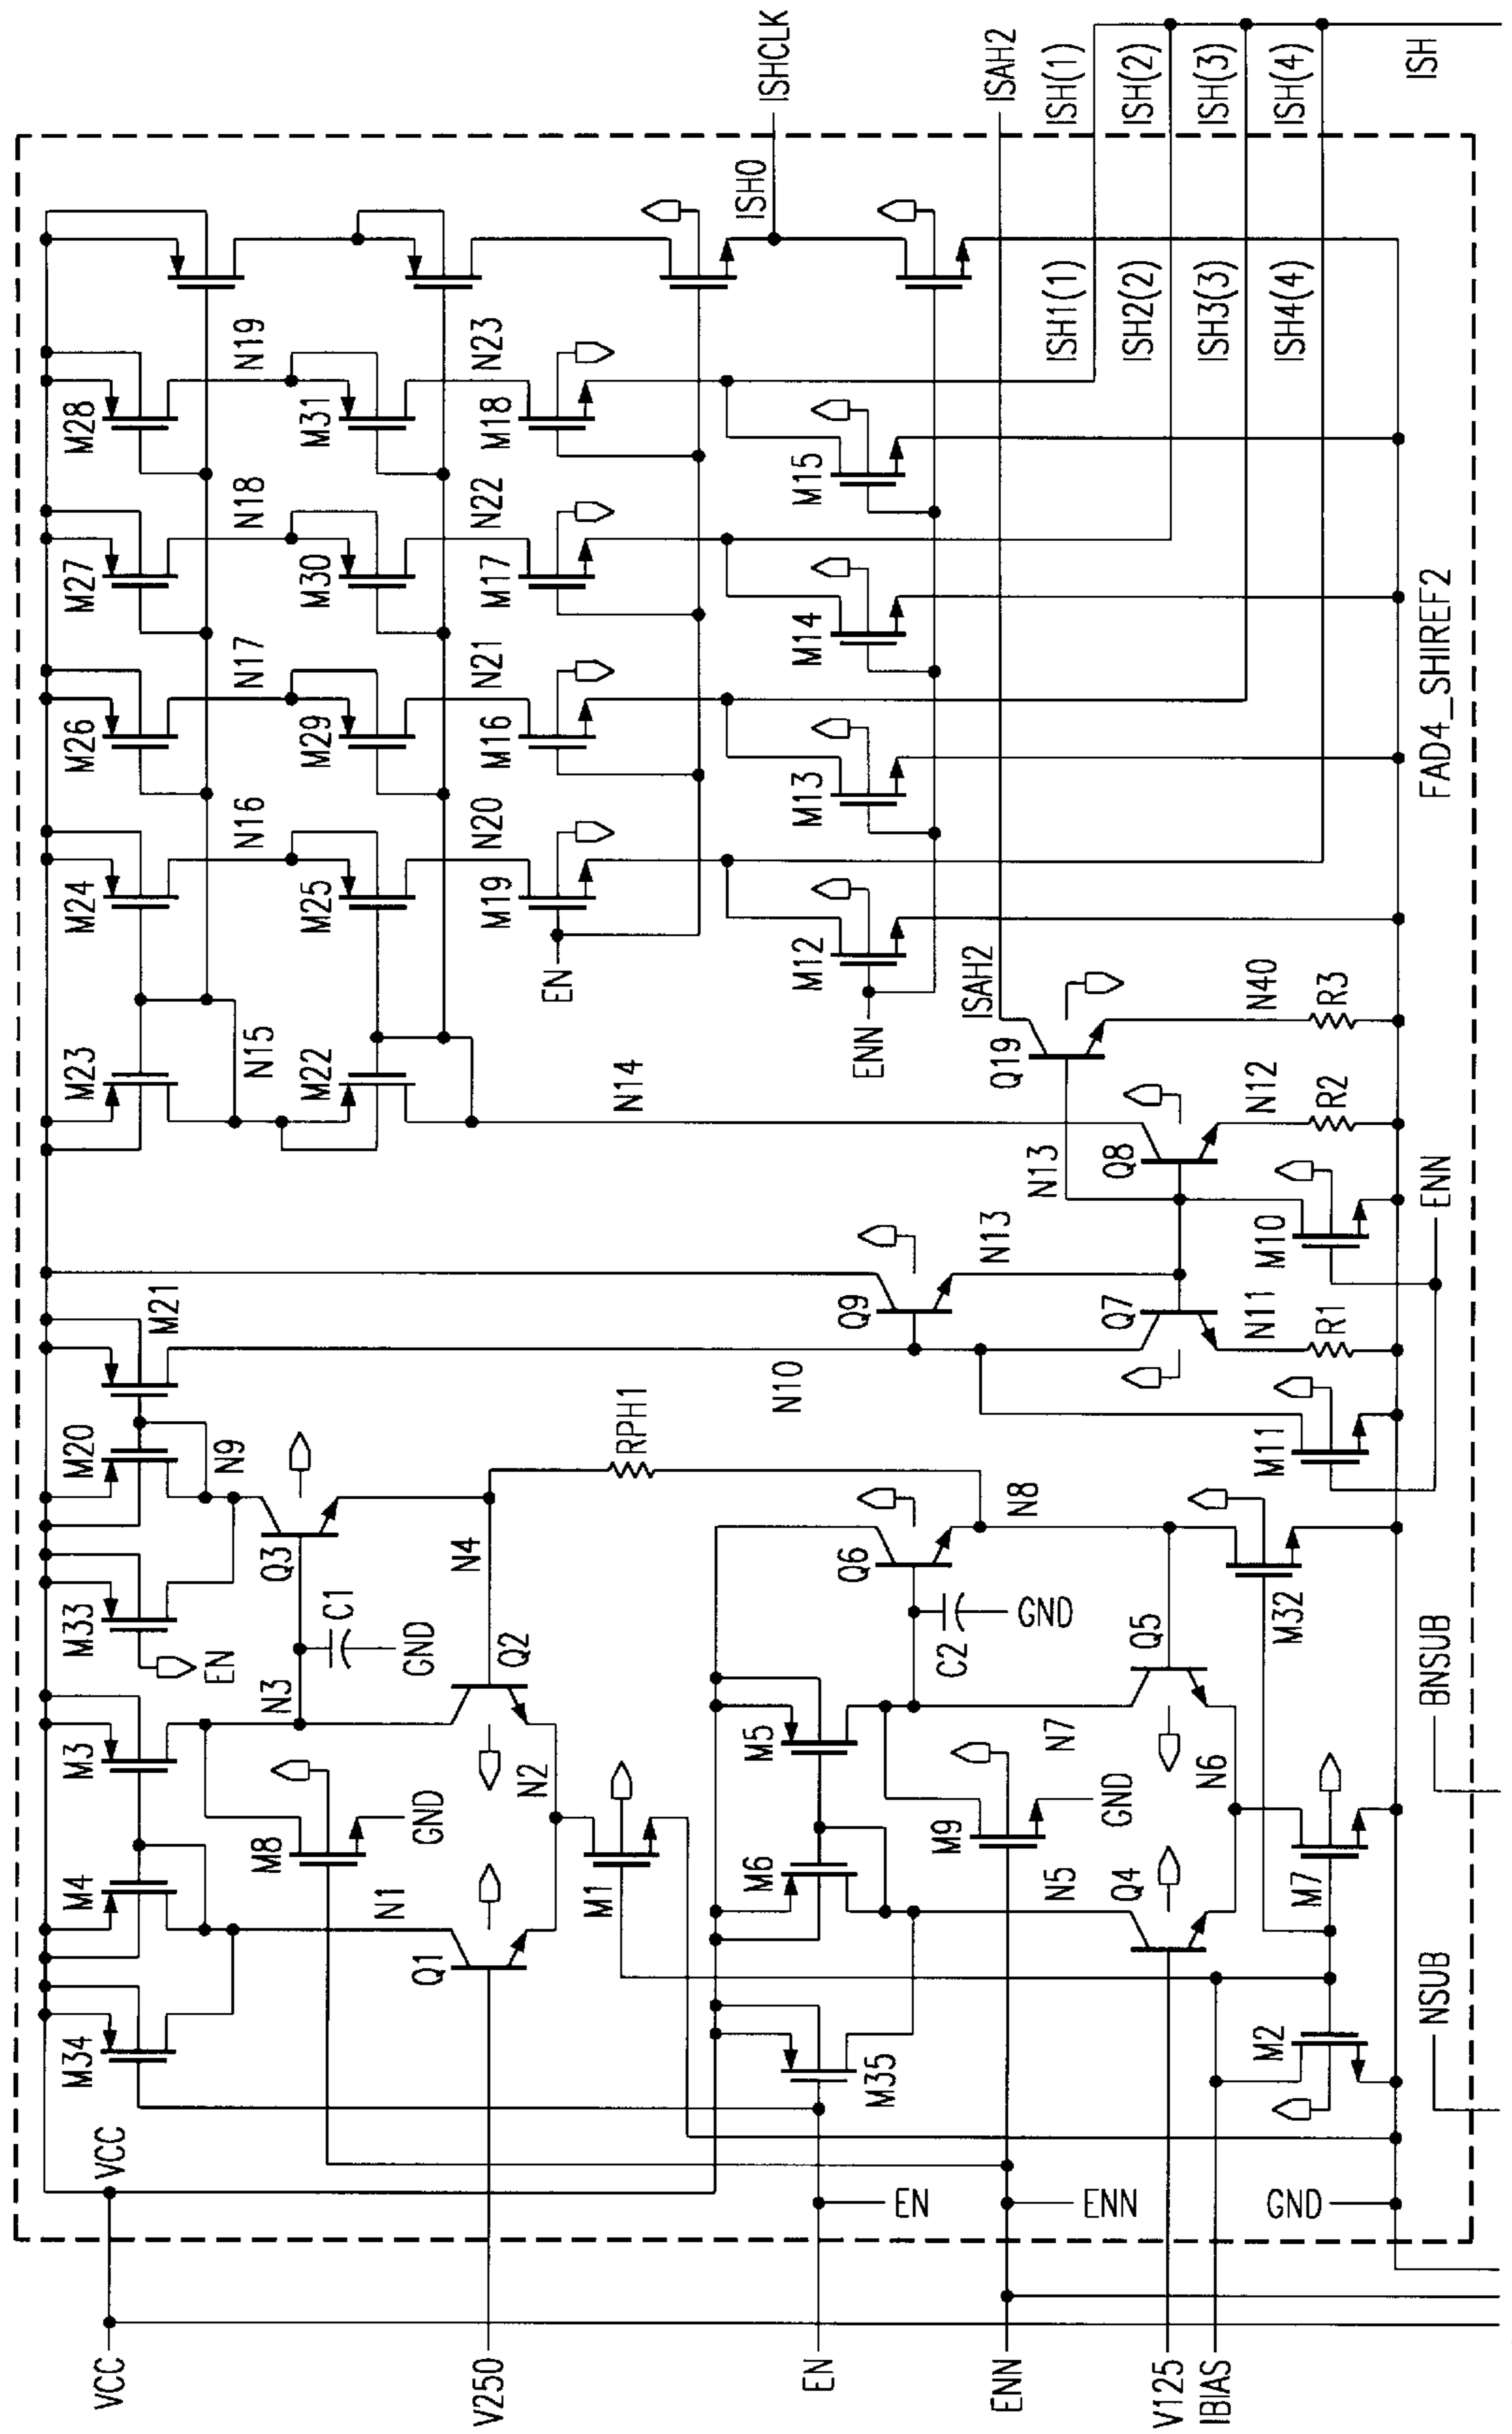 VCC
V250
EN
ENN
V125
IBIAS
VCC
EN
ENN
GND
NSUB
BNSUB
M34
M4
M3
M33
M20
M21
EN
N1
N3
N9
M8
GND
C1
GND
Q3
Q1
Q2
N2
N4
M1
RPH1
M35
M6
M5
M9
GND
C2
GND
Q6
N5
N7
N8
Q4
Q5
N6
M2
M7
M32
N10
Q9
N13
Q7
N11
R1
M11
M10
ENN
N13
Q8
N12
R2
Q19
N40
R3
ISAH2
N14
M23
N15
M22
M24
N16
M25
N20
M19
EN
M12
ENN
M26
N17
M29
N21
M16
M13
M27
N18
M30
N22
M17
M14
M28
N19
M31
N23
M18
M15
ISH0
ISHCLK
ISAH2
ISH1(1)
ISH(1)
ISH2(2)
ISH(2)
ISH3(3)
ISH(3)
ISH4(4)
ISH(4)
ISH
FAD4_SHIREF2